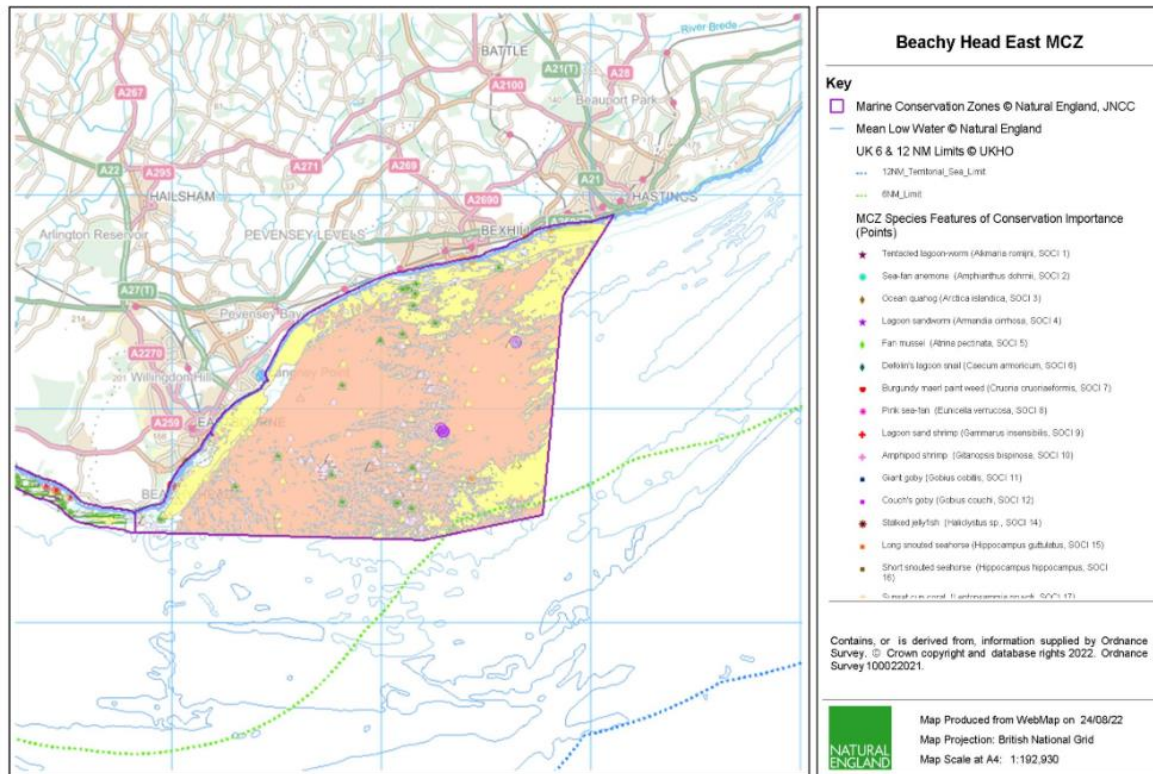 River Brede
BATTLE
A21(T)
A28
A267
A2100
Beauport Park
A271
A269
A22
A295
A21
HAILSHAM
A2690
HASTINGS
Arlington Reservoir
PEVENSEY LEVELS
BEXHILL
A27(T)
Pevensey Bay
A2270
Willingdon Hill
A259
Beachy Head East MCZ
Key
Marine Conservation Zones © Natural England, JNCC
Mean Low Water © Natural England
UK 6 & 12 NM Limits © UKHO
12NM_Territorial_Sea_Limit
6NM_Limit
MCZ Species Features of Conservation Importance
(Points)
Tentacled lagoon-worm (Alkmaria romijni, SOCI 1)
Sea-fan anemone (Amphianthus dohrnii, SOCI 2)
Ocean quahog (Arctica islandica, SOCI 3)
Lagoon sandworm (Armandia cirrhosa, SOCI 4)
Fan mussel (Atrina pectinata, SOCI 5)
Defolin's lagoon snail (Caecum armoricum, SOCI 6)
Burgundy maerl paint weed (Cruoria cruoriaeformis, SOCI 7)
Pink sea-fan (Eunicella verrucosa, SOCI 8)
Lagoon sand shrimp (Gammarus insensibilis, SOCI 9)
Amphipod shrimp (Gitanopsis bispinosa, SOCI 10)
Giant goby (Gobius cobitis, SOCI 11)
Couch's goby (Gobius couchi, SOCI 12)
Stalked jellyfish (Haliclystus sp., SOCI 14)
Long snouted seahorse (Hippocampus guttulatus, SOCI 15)
Short snouted seahorse (Hippocampus hippocampus, SOCI
16)
Contains, or is derived from, information supplied by Ordnance
Survey. © Crown copyright and database rights 2022. Ordnance
Survey 100022021.
NATURAL
ENGLAND
Map Produced from WebMap on 24/08/22
Map Projection: British National Grid
Map Scale at A4: 1:192,930